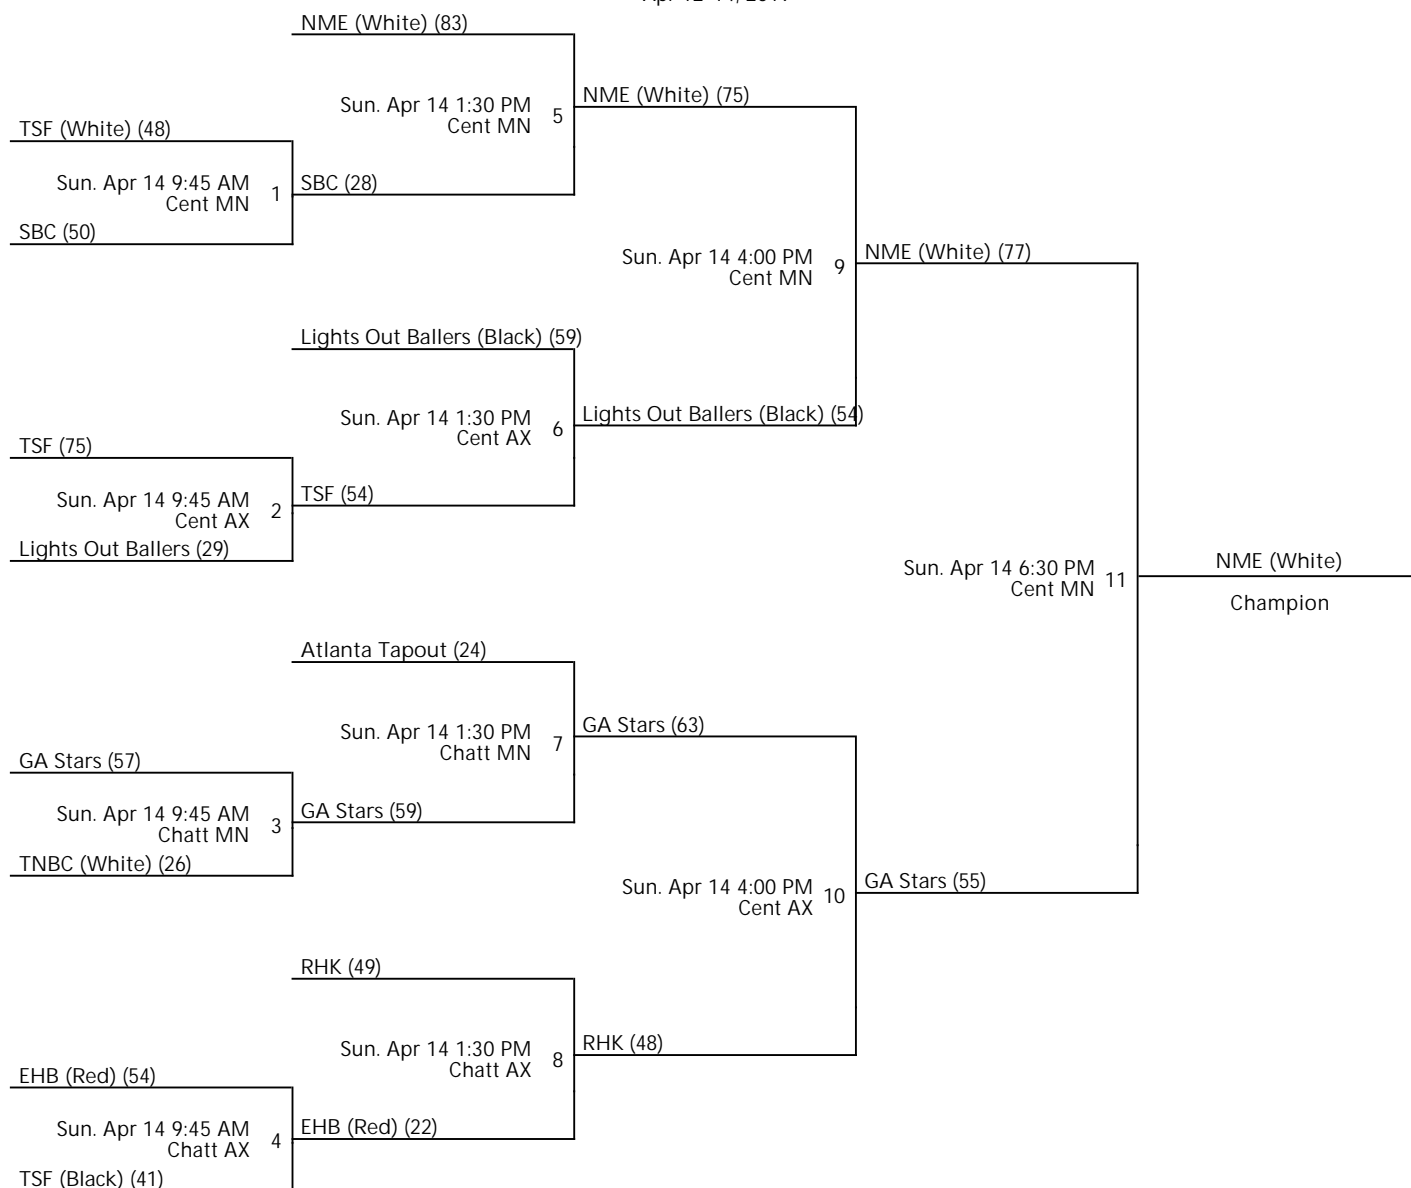 NME (White) (83)
Sun. Apr 14 1:30 PM
Cent MN
5
NME (White) (75)
TSF (White) (48)
Sun. Apr 14 9:45 AM
Cent MN
1
SBC (28)
SBC (50)
Sun. Apr 14 4:00 PM
Cent MN
9
NME (White) (77)
Lights Out Ballers (Black) (59)
Sun. Apr 14 1:30 PM
Cent AX
6
Lights Out Ballers (Black) (54)
TSF (75)
Sun. Apr 14 9:45 AM
Cent AX
2
TSF (54)
Lights Out Ballers (29)
Sun. Apr 14 6:30 PM
Cent MN
11
NME (White)
Champion
Atlanta Tapout (24)
Sun. Apr 14 1:30 PM
Chatt MN
7
GA Stars (63)
GA Stars (57)
Sun. Apr 14 9:45 AM
Chatt MN
3
GA Stars (59)
TNBC (White) (26)
Sun. Apr 14 4:00 PM
Cent AX
10
GA Stars (55)
RHK (49)
Sun. Apr 14 1:30 PM
Chatt AX
8
RHK (48)
EHB (Red) (54)
Sun. Apr 14 9:45 AM
Chatt AX
4
EHB (Red) (22)
TSF (Black) (41)